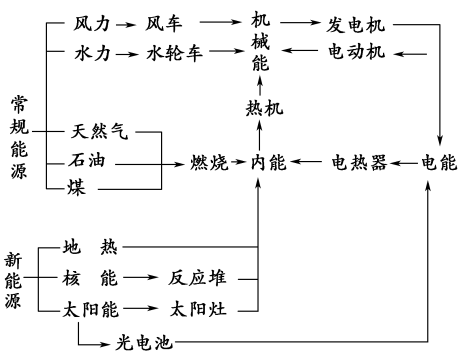 风力 风车 机械能 发电机
水力 水轮车 电动机
热机
常规能源
天然气
石油 燃烧 内能 电热器 电能
煤
新能源
地 热
核 能 反应堆
太阳能 太阳灶
光电池